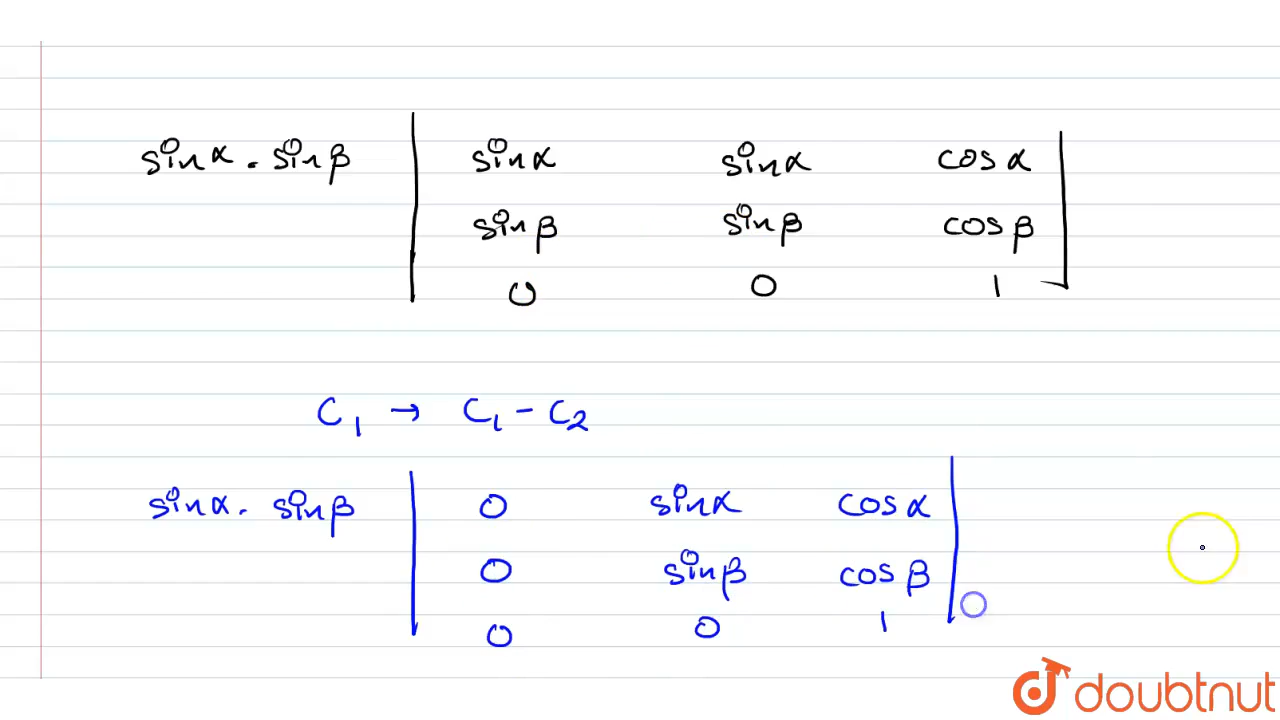 sinα . sinβ | sinα sinα cosα |
sinβ sinβ cosβ
0 0 1
C₁ → C₁ - C₂
sinα . sinβ | 0 sinα cosα |
0 sinβ cosβ
0 0 1
doubtnut